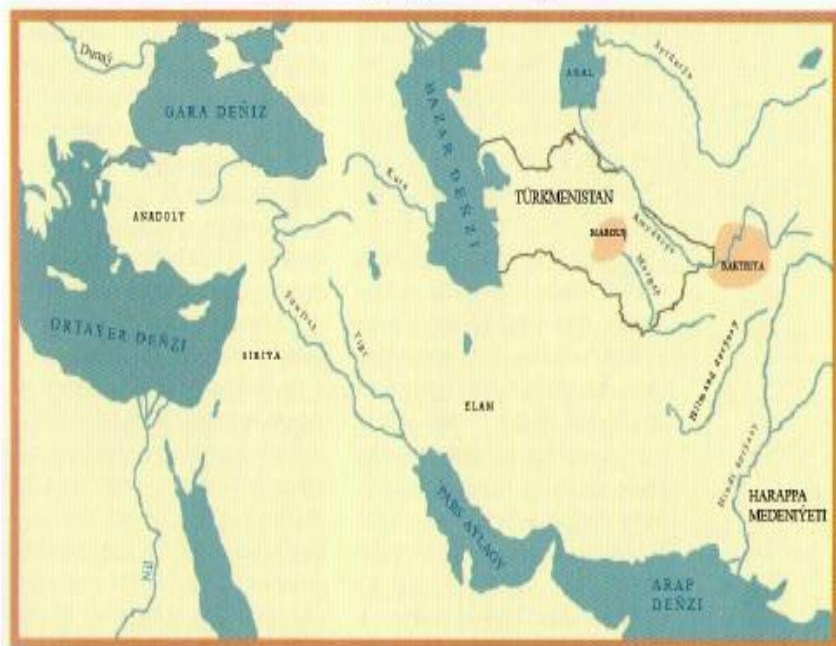 Dunaý
GARA DEŇIZ
HAZAR DEŇZI
ARAL
Syrderýa
ANADOLY
Kura
TÜRKMENISTAN
MARGUŞ
Amyderýa
Murgap
BAKTRIÝA
ORTAÝER DEŇZI
SIRIÝA
Tigr
ELAM
Hilmend derýasy
Hindi derýasy
HARAPPA
MEDENIÝETI
PARS AÝLAGY
ARAP
DEŇZI
Nil